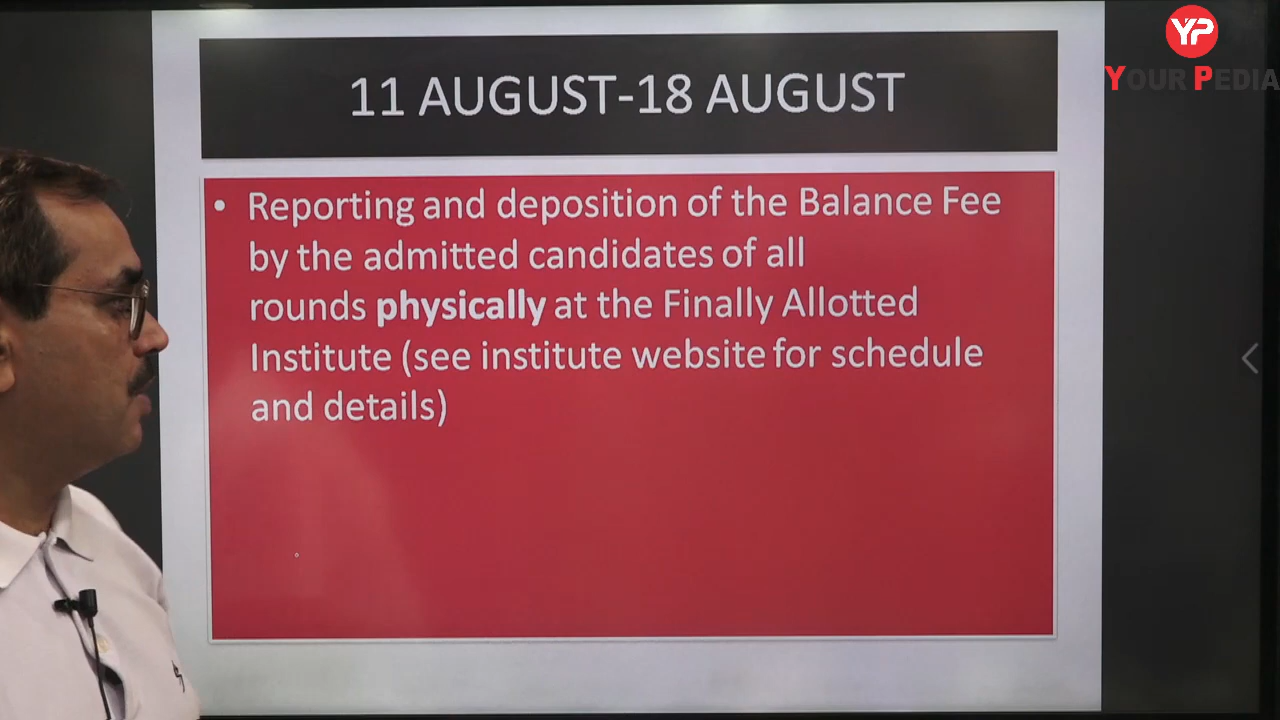 YP
YOUR PEDIA
11 AUGUST-18 AUGUST
• Reporting and deposition of the Balance Fee
by the admitted candidates of all
rounds physically at the Finally Allotted
Institute (see institute website for schedule
and details)